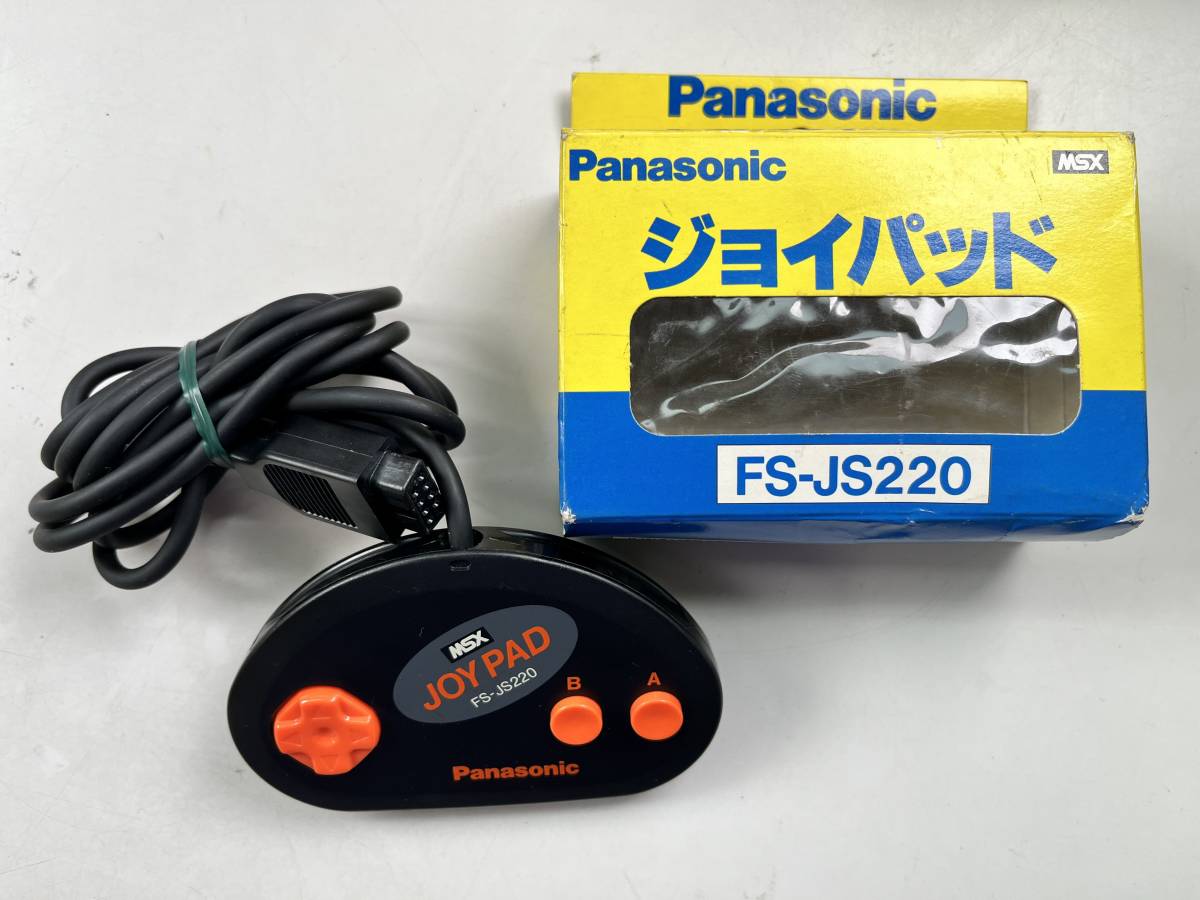 Panasonic
Panasonic
MSX
ジョイパッド
FS-JS220
MSX
JOY PAD
FS-JS220
B
A
Panasonic